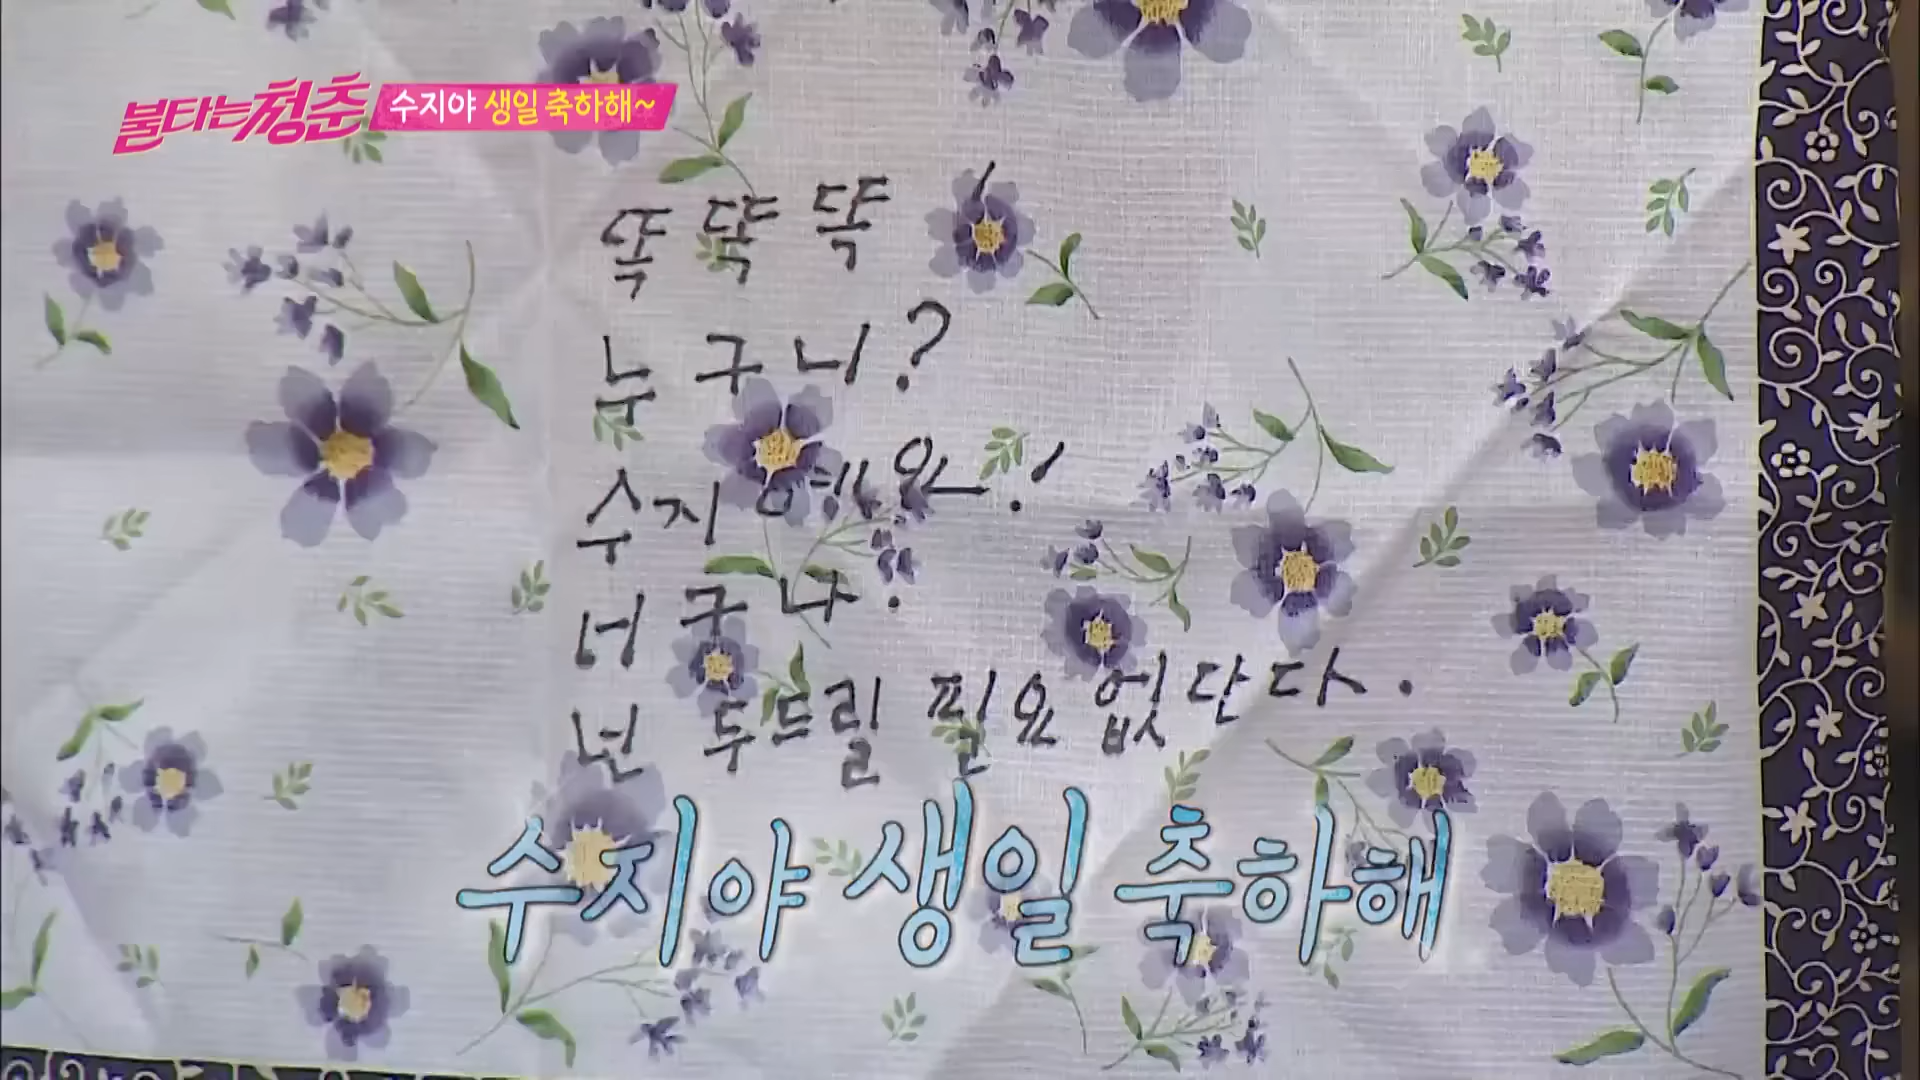 불타는청춘 수지야 생일 축하해~
똑 똑 똑!
누구니?
수지예요!
너구나!
넌 두드릴 필요 없단다.
수지야 생일 축하해